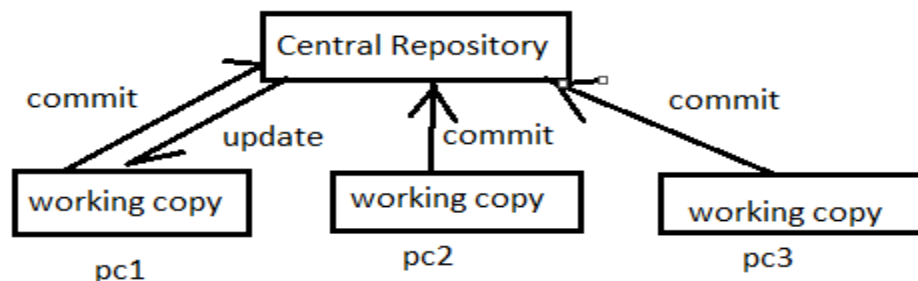 Central Repository
commit
update
commit
commit
working copy
working copy
working copy
pc1
pc2
pc3